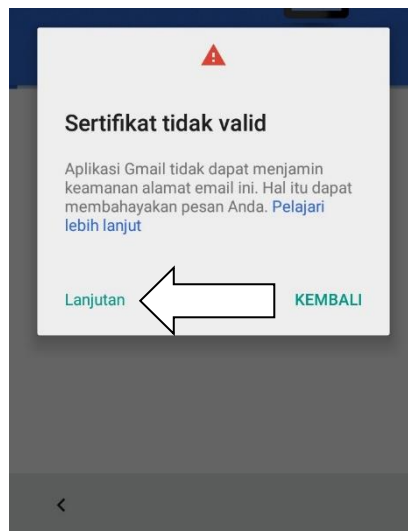 Sertifikat tidak valid
Aplikasi Gmail tidak dapat menjamin
keamanan alamat email ini. Hal itu dapat
membahayakan pesan Anda. Pelajari
lebih lanjut
Lanjutan
KEMBALI